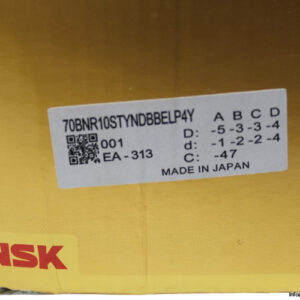 70BNR10STYNDBBELP4Y
A B C D
001
D: -5-3-3-4
EA-313
d: -1-2-2-4
C: -47
MADE IN JAPAN
NSK